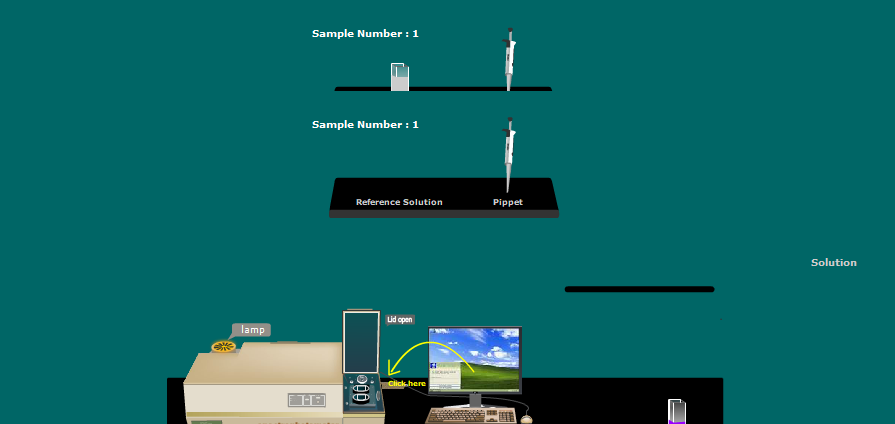 Sample Number : 1
Sample Number : 1
Reference Solution
Pippet
Solution
lamp
Lid open
Click here